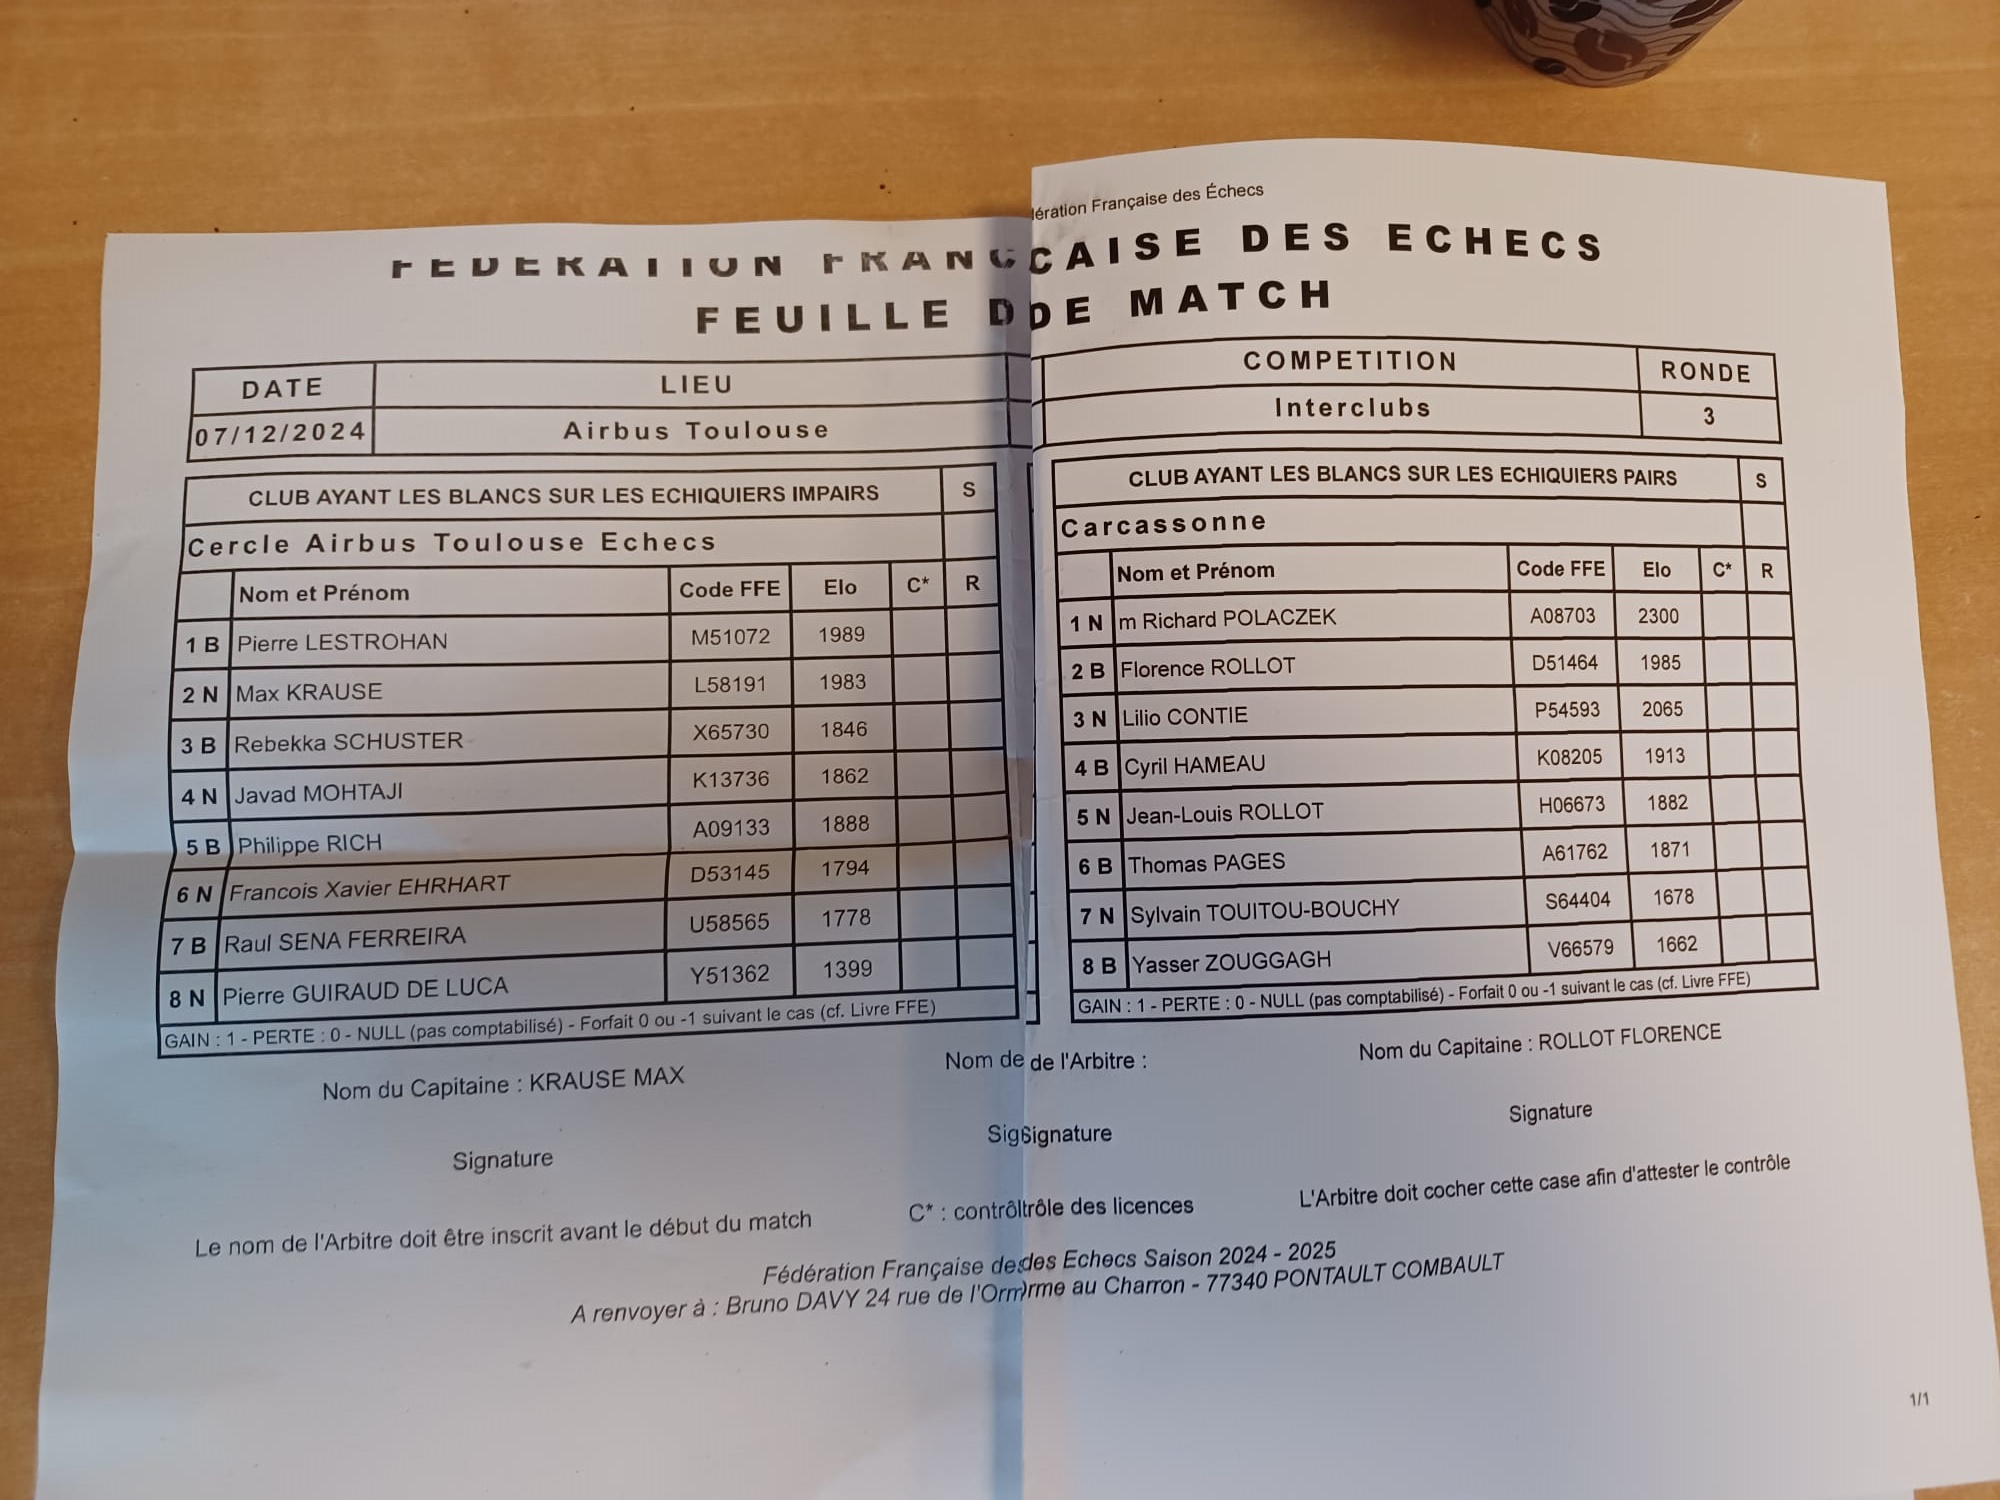 lération Française des Échecs
FEDERATION FRANC CAISE DES ECHECS
FEUILLE D DE MATCH
DATE LIEU COMPETITION RONDE
07/12/2024 Airbus Toulouse Interclubs 3
CLUB AYANT LES BLANCS SUR LES ECHIQUIERS IMPAIRS S
Cercle Airbus Toulouse Echecs
Nom et Prénom Code FFE Elo C* R
1 B Pierre LESTROHAN M51072 1989
2 N Max KRAUSE L58191 1983
3 B Rebekka SCHUSTER X65730 1846
4 N Javad MOHTAJI K13736 1862
5 B Philippe RICH A09133 1888
6 N Francois Xavier EHRHART D53145 1794
7 B Raul SENA FERREIRA U58565 1778
8 N Pierre GUIRAUD DE LUCA Y51362 1399
GAIN : 1 - PERTE : 0 - NULL (pas comptabilisé) - Forfait 0 ou -1 suivant le cas (cf. Livre FFE)
CLUB AYANT LES BLANCS SUR LES ECHIQUIERS PAIRS S
Carcassonne
Nom et Prénom Code FFE Elo C* R
1 N m Richard POLACZEK A08703 2300
2 B Florence ROLLOT D51464 1985
3 N Lilio CONTIE P54593 2065
4 B Cyril HAMEAU K08205 1913
5 N Jean-Louis ROLLOT H06673 1882
6 B Thomas PAGES A61762 1871
7 N Sylvain TOUITOU-BOUCHY S64404 1678
8 B Yasser ZOUGGAGH V66579 1662
GAIN : 1 - PERTE : 0 - NULL (pas comptabilisé) - Forfait 0 ou -1 suivant le cas (cf. Livre FFE)
Nom du Capitaine : KRAUSE MAX Nom de de l'Arbitre : Nom du Capitaine : ROLLOT FLORENCE
Signature SigSignature Signature
Le nom de l'Arbitre doit être inscrit avant le début du match C* : contrôltrôle des licences L'Arbitre doit cocher cette case afin d'attester le contrôle
Fédération Française desdes Echecs Saison 2024 - 2025
A renvoyer à : Bruno DAVY 24 rue de l'Ormrme au Charron - 77340 PONTAULT COMBAULT
1/1